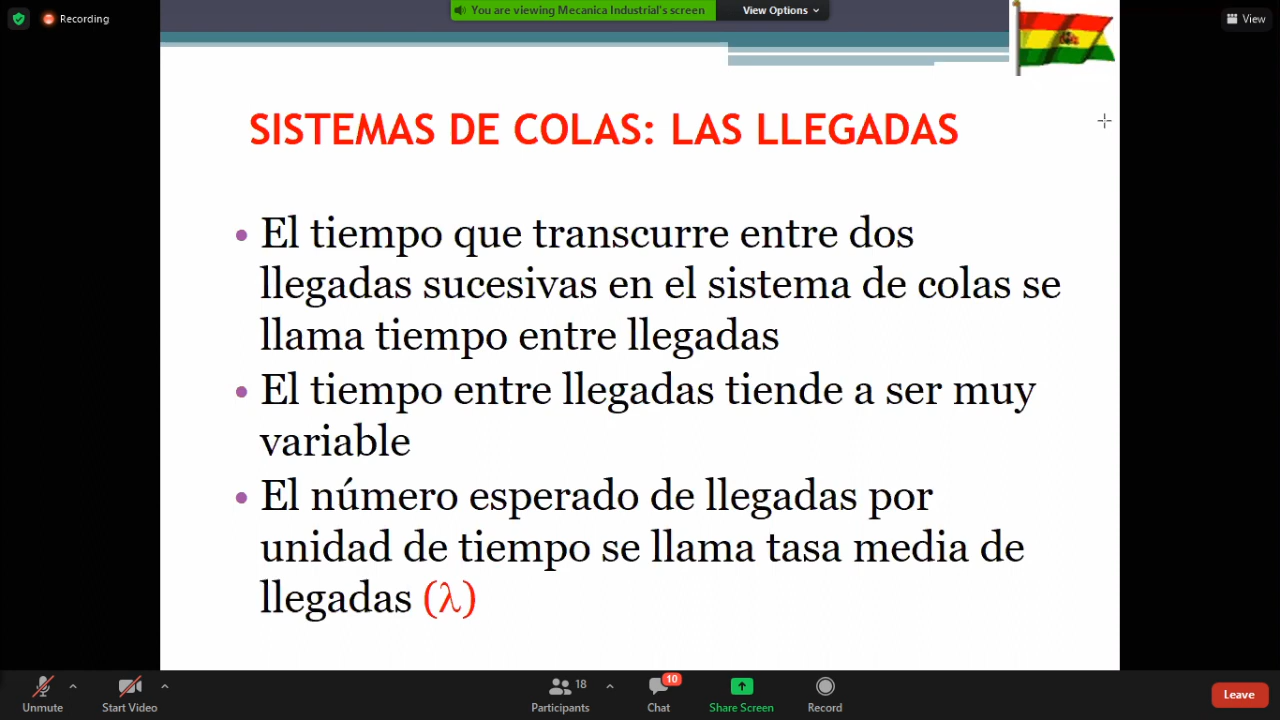 Recording
You are viewing Mecanica Industrial's screen
View Options
View
SISTEMAS DE COLAS: LAS LLEGADAS
• El tiempo que transcurre entre dos
llegadas sucesivas en el sistema de colas se
llama tiempo entre llegadas
• El tiempo entre llegadas tiende a ser muy
variable
• El número esperado de llegadas por
unidad de tiempo se llama tasa media de
llegadas (λ)
Unmute
Start Video
18
Participants
10
Chat
Share Screen
Record
Leave